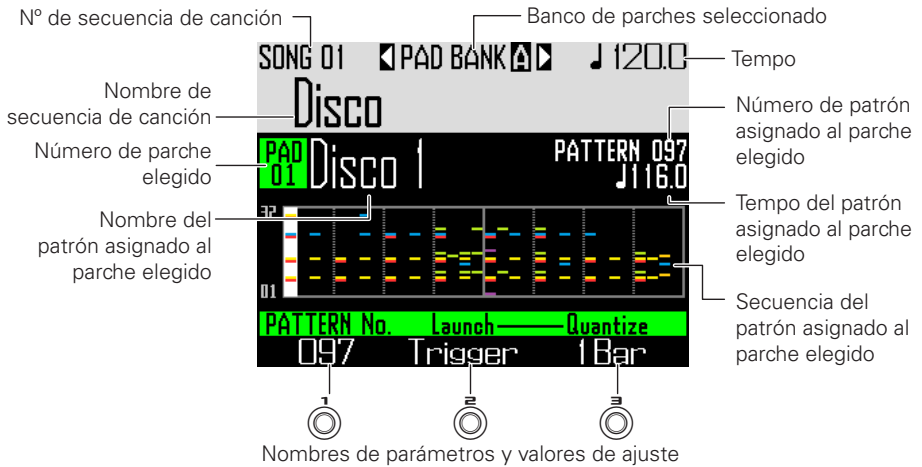 Nº de secuencia de canción
Banco de parches seleccionado
SONG 01 PAD BANK A ♩120.0
Tempo
Nombre de
secuencia de canción
Disco
Número de parche
elegido
PAD
01
Disco 1
PATTERN 097
♩116.0
Número de patrón
asignado al parche
elegido
Nombre del
patrón asignado al
parche elegido
Tempo del patrón
asignado al parche
elegido
32
01
Secuencia del
patrón asignado al
parche elegido
PATTERN No. Launch Quantize
097 Trigger 1 Bar
1 2 3
Nombres de parámetros y valores de ajuste